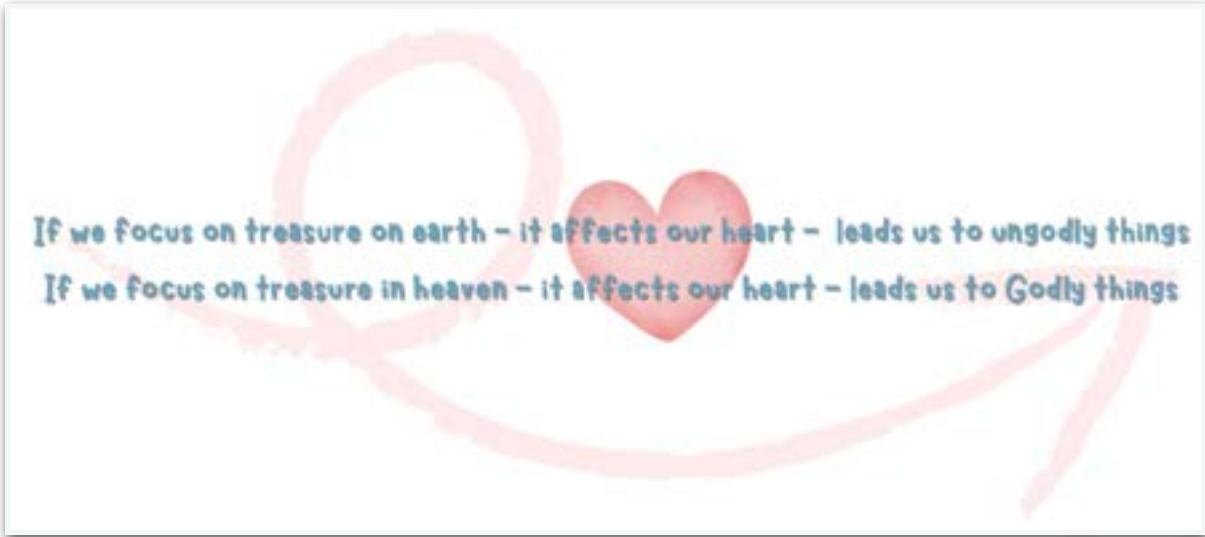 If we focus on treasure on earth - it affects our heart - leads us to ungodly things
If we focus on treasure in heaven - it affects our heart - leads us to Godly things